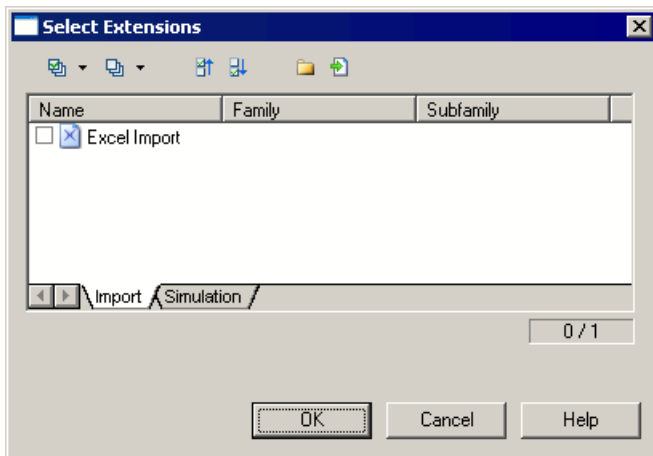 Select Extensions
Name Family Subfamily
Excel Import
Import Simulation
0 / 1
OK Cancel Help